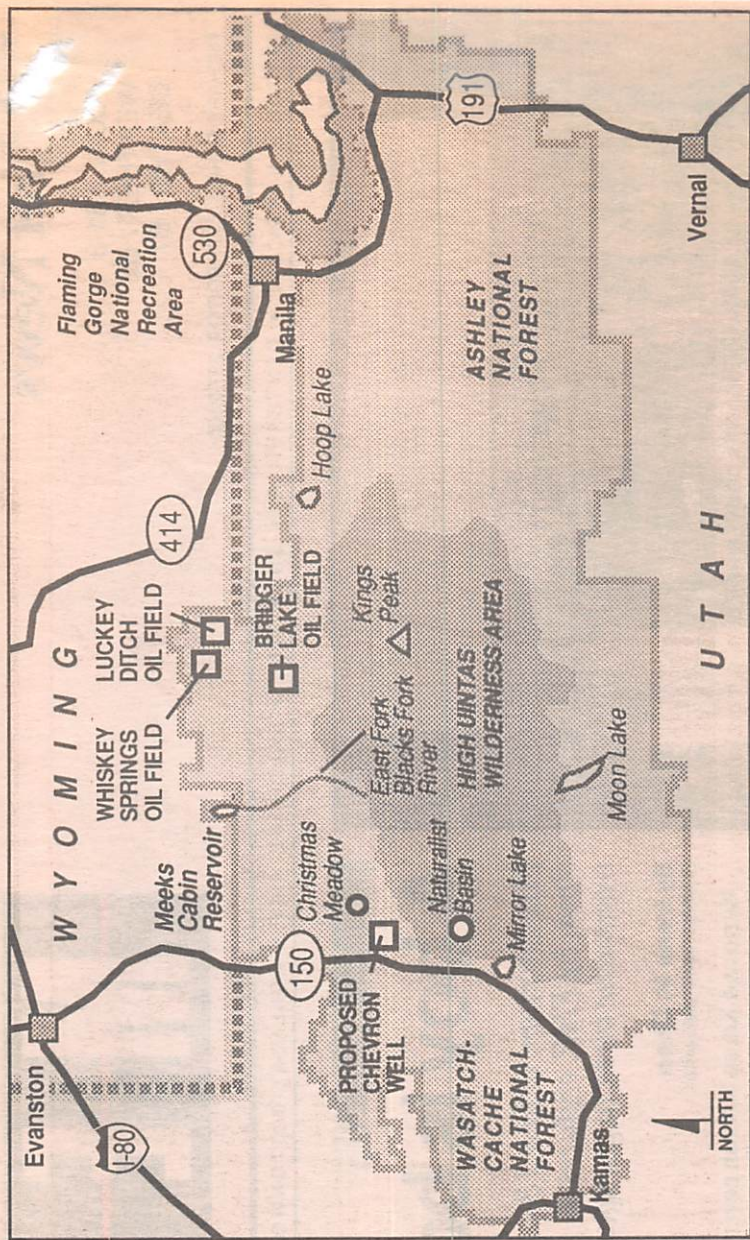 Evanston
I-80
WYOMING
Meeks
Cabin
Reservoir
WHISKEY
SPRINGS
OIL FIELD
LUCKEY
DITCH
OIL FIELD
414
Flaming
Gorge
National
Recreation
Area
530
Manila
BRIDGER
LAKE
OIL FIELD
Hoop Lake
150
Christmas
Meadow
PROPOSED
CHEVRON
WELL
East Fork
Blacks Fork
River
Kings
Peak
191
WASATCH-
CACHE
NATIONAL
FOREST
Naturalist
Basin
Mirror Lake
HIGH UINTAS
WILDERNESS AREA
ASHLEY
NATIONAL
FOREST
Kamas
Moon Lake
Vernal
UTAH
NORTH